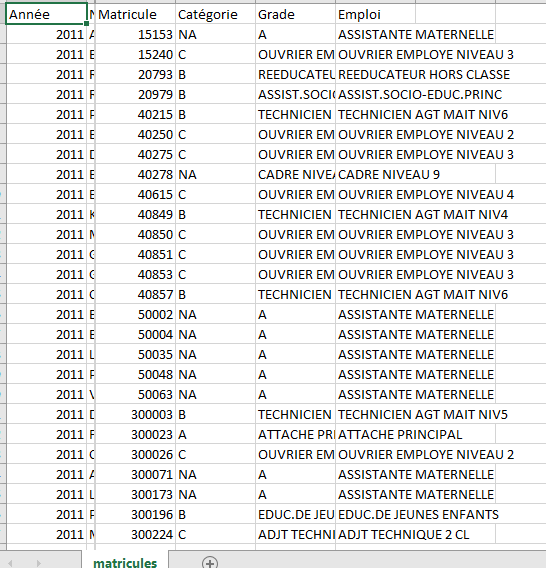 Année N Matricule Catégorie Grade Emploi
2011 A 15153 NA A ASSISTANTE MATERNELLE
2011 E 15240 C OUVRIER EM OUVRIER EMPLOYE NIVEAU 3
2011 F 20793 B REEDUCATEU REEDUCATEUR HORS CLASSE
2011 F 20979 B ASSIST.SOCIO ASSIST.SOCIO-EDUC.PRINC
2011 P 40215 B TECHNICIEN TECHNICIEN AGT MAIT NIV6
2011 E 40250 C OUVRIER EM OUVRIER EMPLOYE NIVEAU 2
2011 D 40275 C OUVRIER EM OUVRIER EMPLOYE NIVEAU 3
2011 E 40278 NA CADRE NIVEA CADRE NIVEAU 9
2011 E 40615 C OUVRIER EM OUVRIER EMPLOYE NIVEAU 4
2011 K 40849 B TECHNICIEN TECHNICIEN AGT MAIT NIV4
2011 M 40850 C OUVRIER EM OUVRIER EMPLOYE NIVEAU 3
2011 G 40851 C OUVRIER EM OUVRIER EMPLOYE NIVEAU 3
2011 G 40853 C OUVRIER EM OUVRIER EMPLOYE NIVEAU 3
2011 C 40857 B TECHNICIEN TECHNICIEN AGT MAIT NIV6
2011 E 50002 NA A ASSISTANTE MATERNELLE
2011 E 50004 NA A ASSISTANTE MATERNELLE
2011 L 50035 NA A ASSISTANTE MATERNELLE
2011 P 50048 NA A ASSISTANTE MATERNELLE
2011 V 50063 NA A ASSISTANTE MATERNELLE
2011 D 300003 B TECHNICIEN TECHNICIEN AGT MAIT NIV5
2011 F 300023 A ATTACHE PRI ATTACHE PRINCIPAL
2011 C 300026 C OUVRIER EM OUVRIER EMPLOYE NIVEAU 2
2011 A 300071 NA A ASSISTANTE MATERNELLE
2011 L 300173 NA A ASSISTANTE MATERNELLE
2011 P 300196 B EDUC.DE JEU EDUC.DE JEUNES ENFANTS
2011 M 300224 C ADJT TECHNI ADJT TECHNIQUE 2 CL
matricules